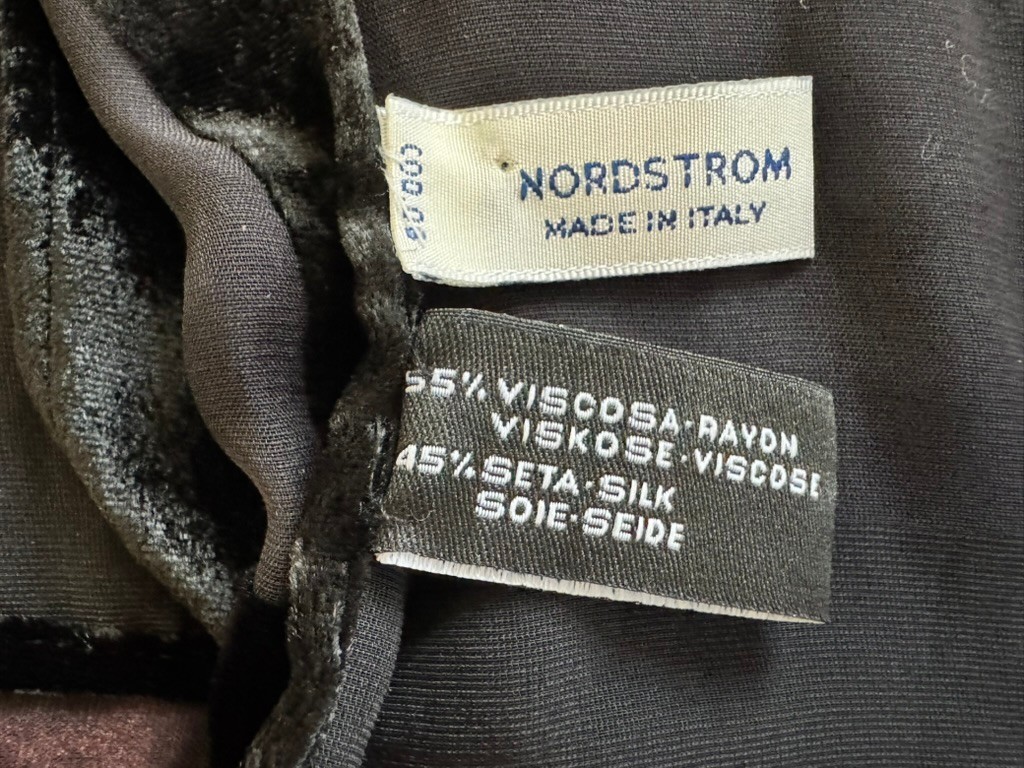 NORDSTROM
MADE IN ITALY
55% VISCOSA·RAYON
VISKOSE·VISCOSE
45% SETA·SILK
SOIE·SEIDE